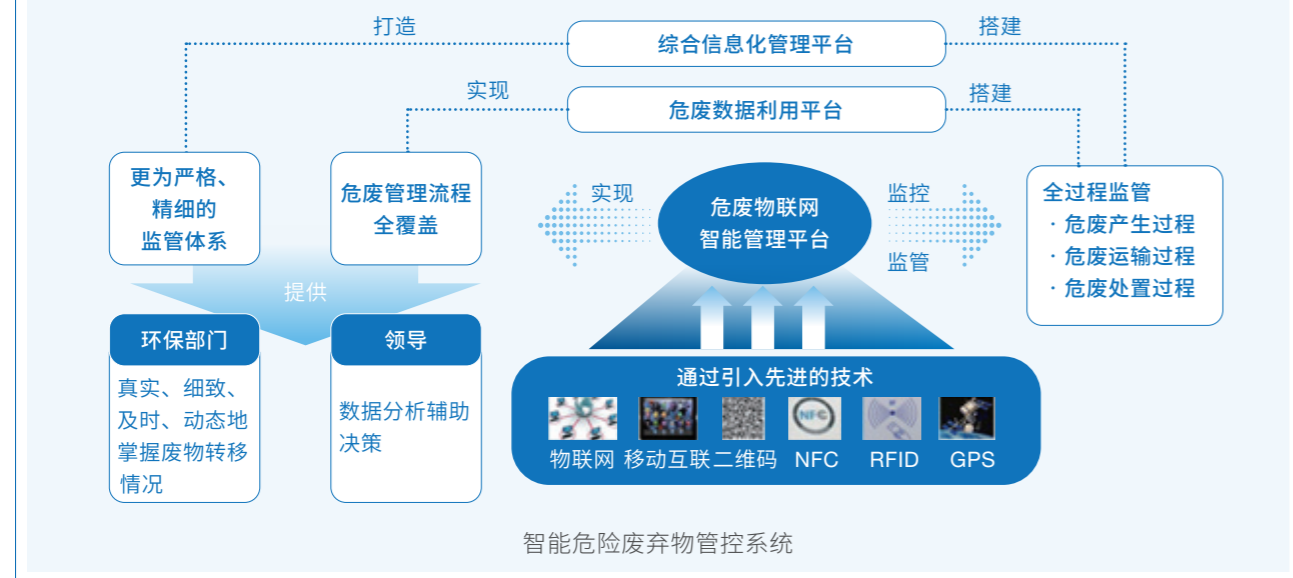 打造
综合信息化管理平台
搭建
实现
危废数据利用平台
搭建
更为严格、
精细的
监管体系
危废管理流程
全覆盖
实现
危废物联网
智能管理平台
监控
监管
全过程监管
· 危废产生过程
· 危废运输过程
· 危废处置过程
提供
环保部门
真实、细致、
及时、动态地
掌握废物转移
情况
领导
数据分析辅助
决策
通过引入先进的技术
NFC
物联网 移动互联 二维码 NFC RFID GPS
智能危险废弃物管控系统